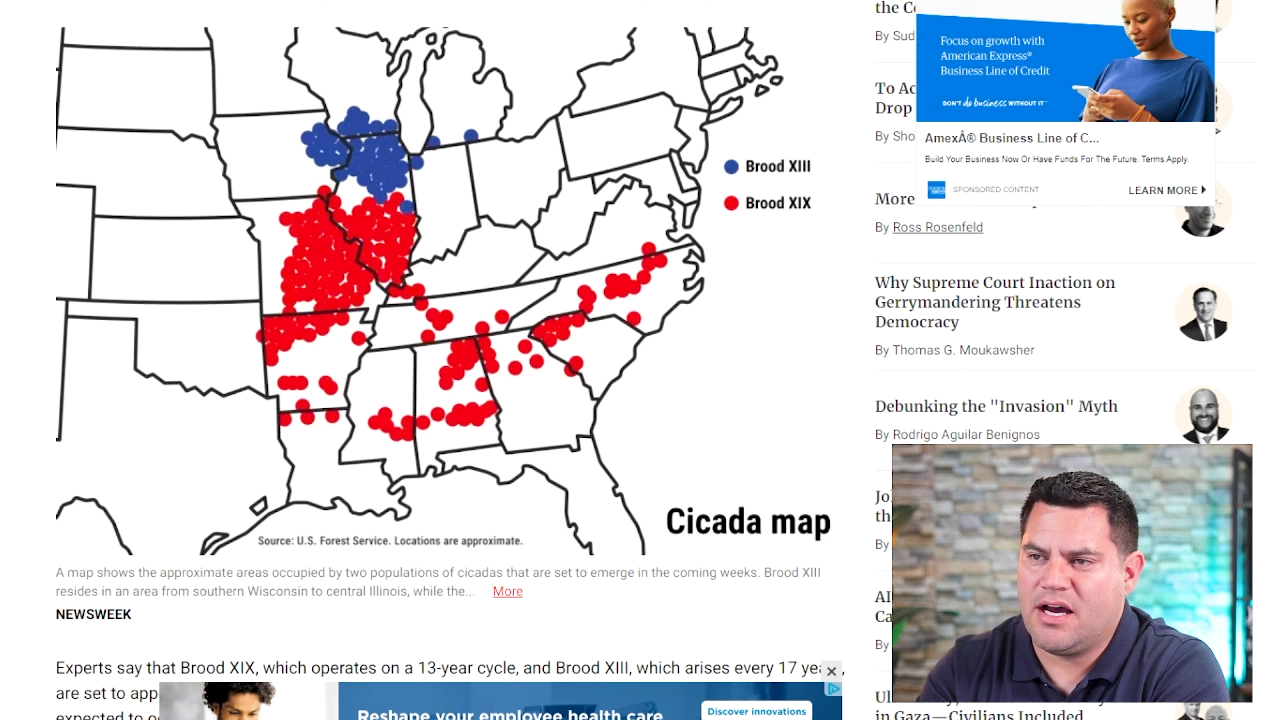 Brood XIII
Brood XIX
Cicada map
Source: U.S. Forest Service. Locations are approximate.
A map shows the approximate areas occupied by two populations of cicadas that are set to emerge in the coming weeks. Brood XIII
resides in an area from southern Wisconsin to central Illinois, while the... More
NEWSWEEK
Experts say that Brood XIX, which operates on a 13-year cycle, and Brood XIII, which arises every 17
are set to
expected to
Reshape your employee health care
Discover innovations
the
By
Focus on growth with
American Express®
Business Line of Credit
DON'T do business WITHOUT IT
To
Drop
By
AmexÂ® Business Line of C...
Build Your Business Now Or Have Funds For The Future. Terms Apply.
SPONSORED CONTENT
LEARN MORE
More
By Ross Rosenfeld
Why Supreme Court Inaction on
Gerrymandering Threatens
Democracy
By Thomas G. Moukawsher
Debunking the "Invasion" Myth
By Rodrigo Aguilar Benignos
By
By
in Gaza—Civilians Included